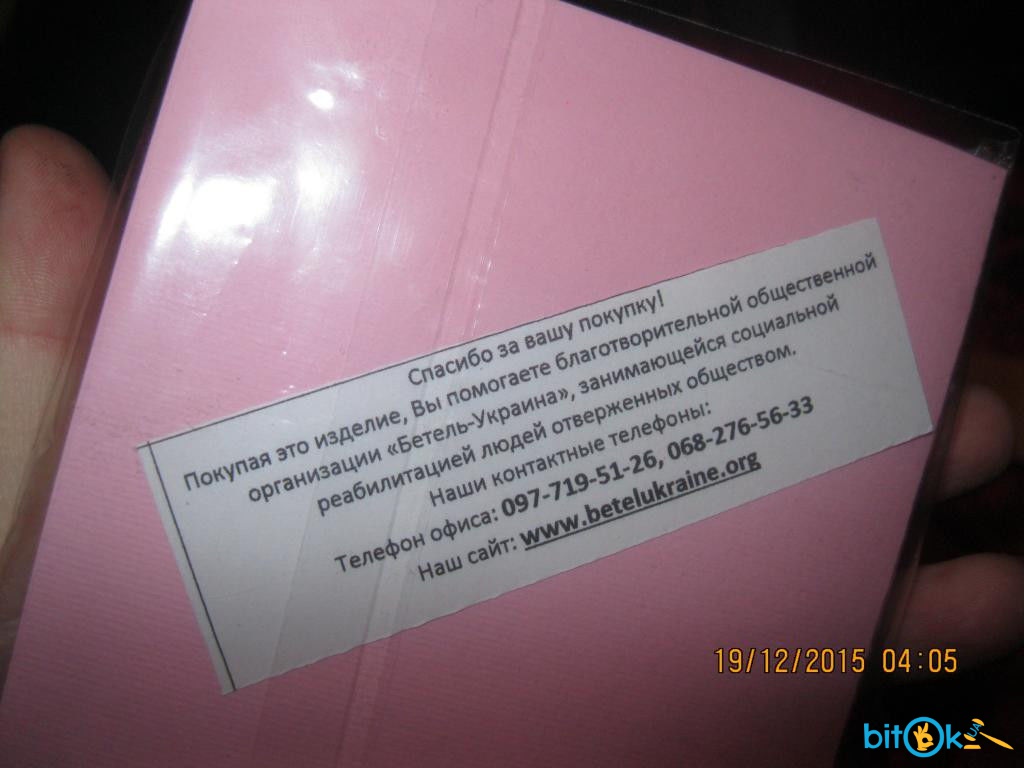 Спасибо за вашу покупку!
Покупая это изделие, Вы помогаете благотворительной общественной
организации «Бетель-Украина», занимающейся социальной
реабилитацией людей отверженных обществом.
Наши контактные телефоны:
Телефон офиса: 097-719-51-26, 068-276-56-33
Наш сайт: www.betelukraine.org
19/12/2015 04:05
bitOk UA